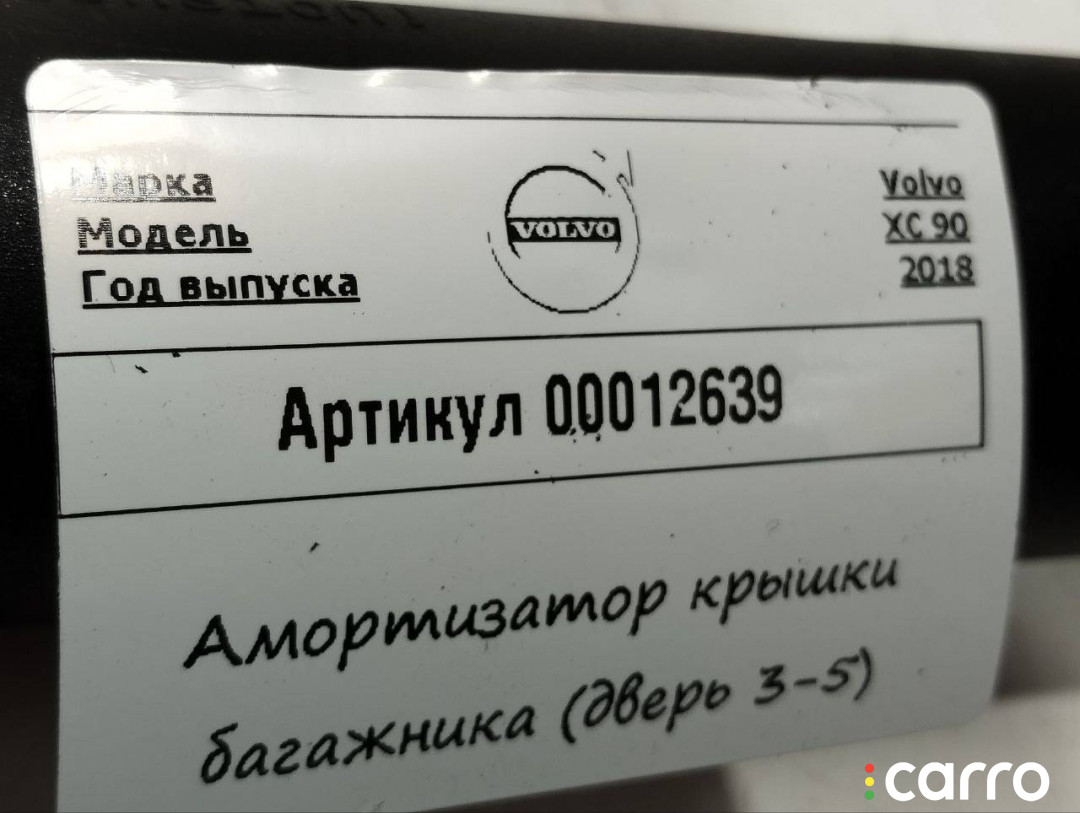 Марка
Volvo
Модель
XC 90
Год выпуска
2018
VOLVO
Артикул 00012639
Амортизатор крышки
багажника (дверь 3-5)
carro